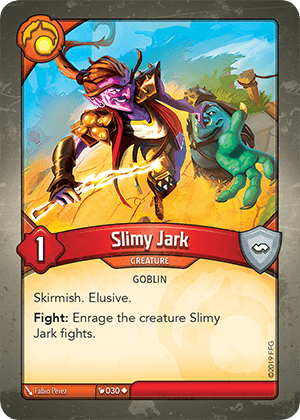 Slimy Jark
1
CREATURE
GOBLIN
Skirmish. Elusive.
Fight: Enrage the creature Slimy
Jark fights.
Fabio Perez
030
©2019 FFG